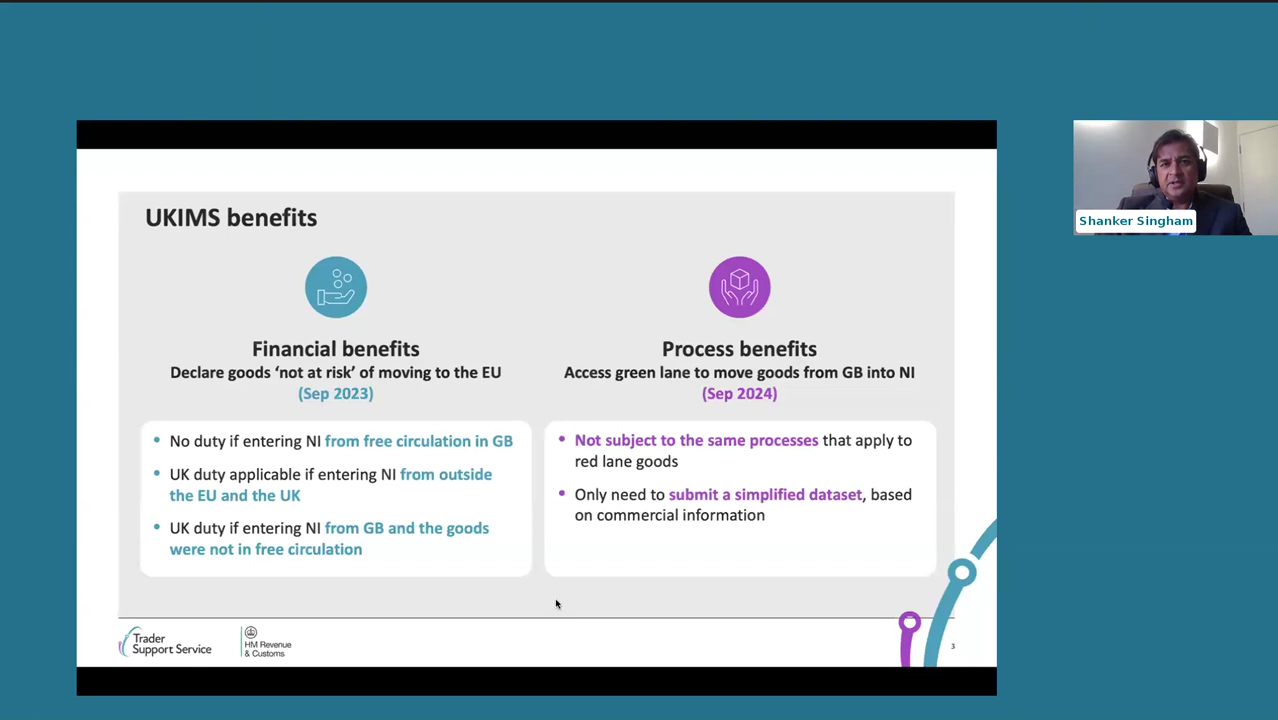 UKIMS benefits
Financial benefits
Declare goods ‘not at risk’ of moving to the EU
(Sep 2023)
• No duty if entering NI from free circulation in GB
• UK duty applicable if entering NI from outside
the EU and the UK
• UK duty if entering NI from GB and the goods
were not in free circulation
Process benefits
Access green lane to move goods from GB into NI
(Sep 2024)
• Not subject to the same processes that apply to
red lane goods
• Only need to submit a simplified dataset, based
on commercial information
Trader
Support Service
HM Revenue
& Customs
3
Shanker Singham